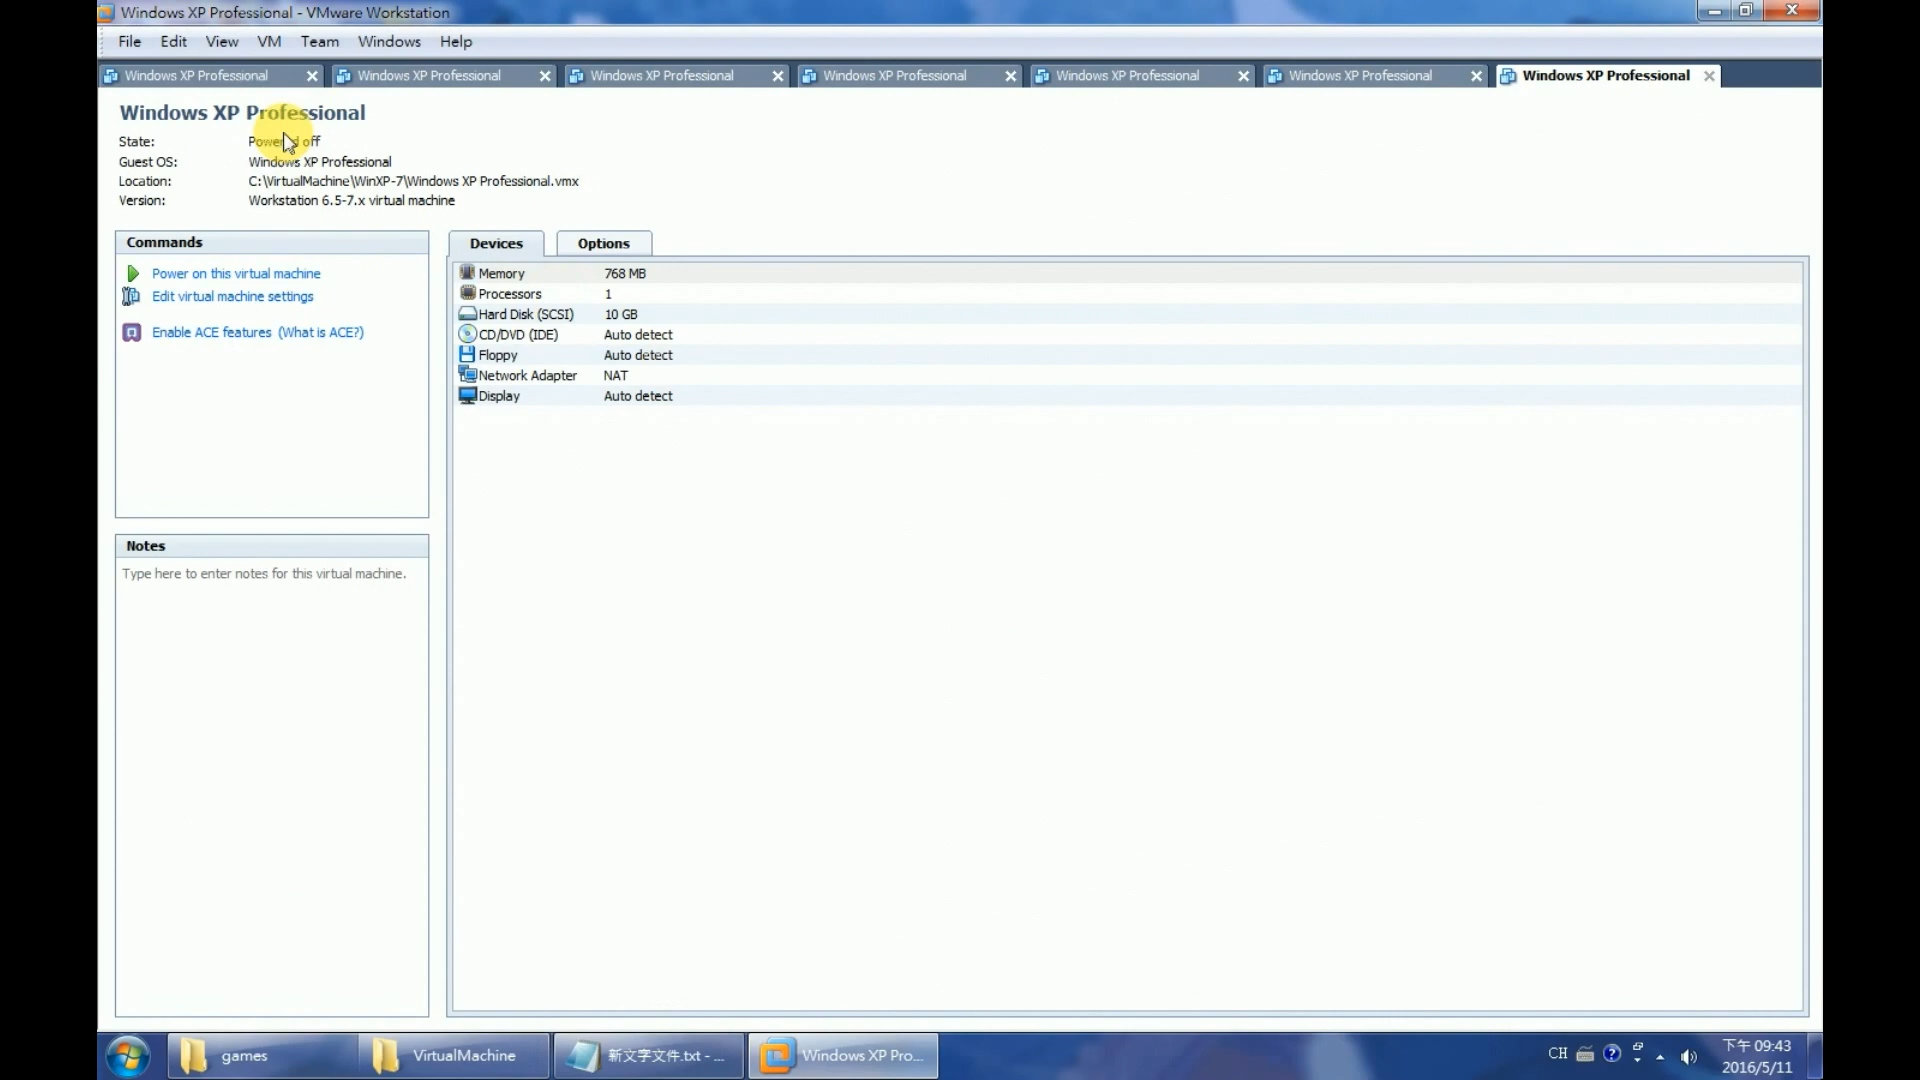 Windows XP Professional - VMware Workstation
File Edit View VM Team Windows Help
Windows XP Professional Windows XP Professional Windows XP Professional Windows XP Professional Windows XP Professional Windows XP Professional Windows XP Professional
Windows XP Professional
State: Powered off
Guest OS: Windows XP Professional
Location: C:\VirtualMachine\WinXP-7\Windows XP Professional.vmx
Version: Workstation 6.5-7.x virtual machine
Commands
Power on this virtual machine
Edit virtual machine settings
Enable ACE features (What is ACE?)
Notes
Type here to enter notes for this virtual machine.
Devices Options
Memory 768 MB
Processors 1
Hard Disk (SCSI) 10 GB
CD/DVD (IDE) Auto detect
Floppy Auto detect
Network Adapter NAT
Display Auto detect
games VirtualMachine 新文字文件.txt - ... Windows XP Pro... CH 下午 09:43
2016/5/11